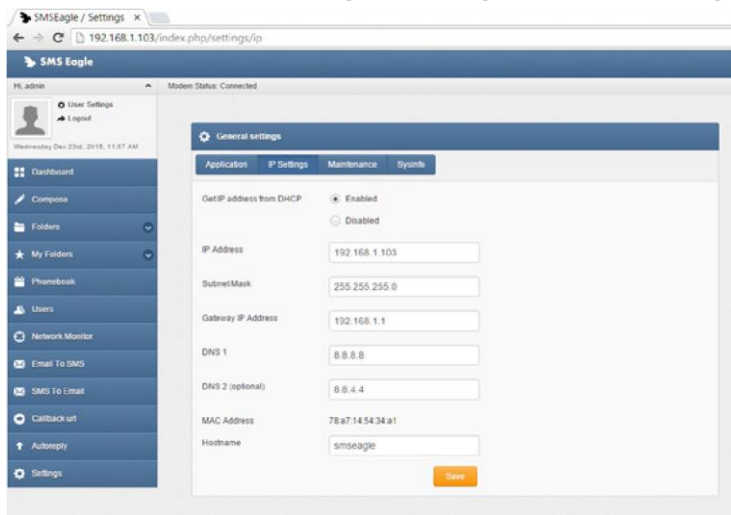 SMSEagle / Settings
192.168.1.103/index.php/settings/ip
SMS Eagle
Hi, admin
Modem Status: Connected
User Settings
Logout
Wednesday Dec 23rd, 2015, 11:57 AM
Dashboard
Compose
Folders
My Folders
Phonebook
Users
Network Monitor
Email To SMS
SMS To Email
Callback url
Autoreply
Settings
General settings
Application IP Settings Maintenance Sysinfo
Get IP address from DHCP Enabled
Disabled
IP Address 192.168.1.103
Subnet Mask 255.255.255.0
Gateway IP Address 192.168.1.1
DNS 1 8.8.8.8
DNS 2 (optional) 8.8.4.4
MAC Address 78:a7:14:54:34:a1
Hostname smseagle
Save